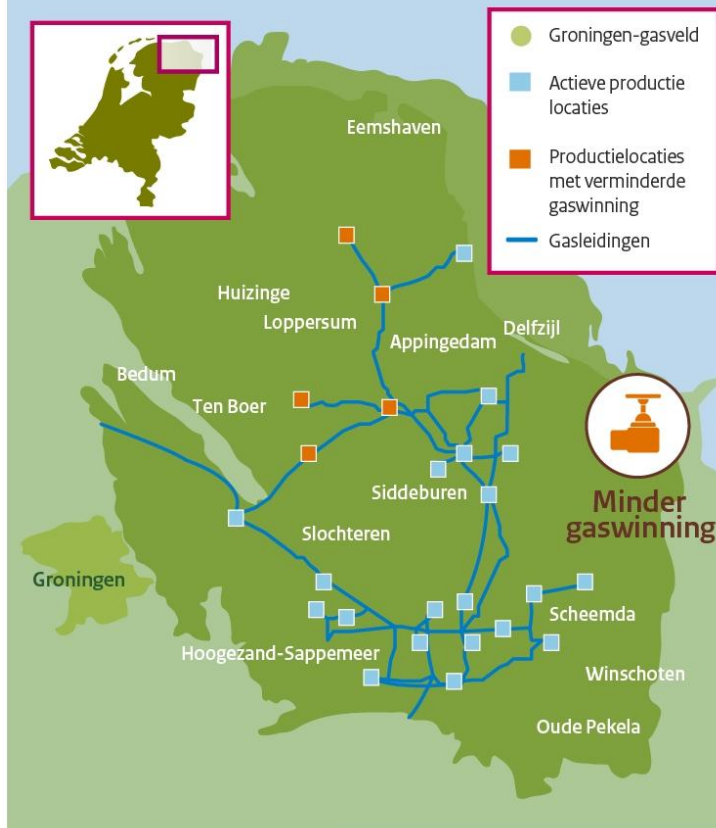 Groningen-gasveld
Actieve productie
locaties
Productielocaties
met verminderde
gaswinning
Gasleidingen
Eemshaven
Huizinge
Loppersum
Appingedam
Delfzijl
Bedum
Ten Boer
Siddeburen
Minder
gaswinning
Slochteren
Groningen
Scheemda
Hoogezand-Sappemeer
Winschoten
Oude Pekela